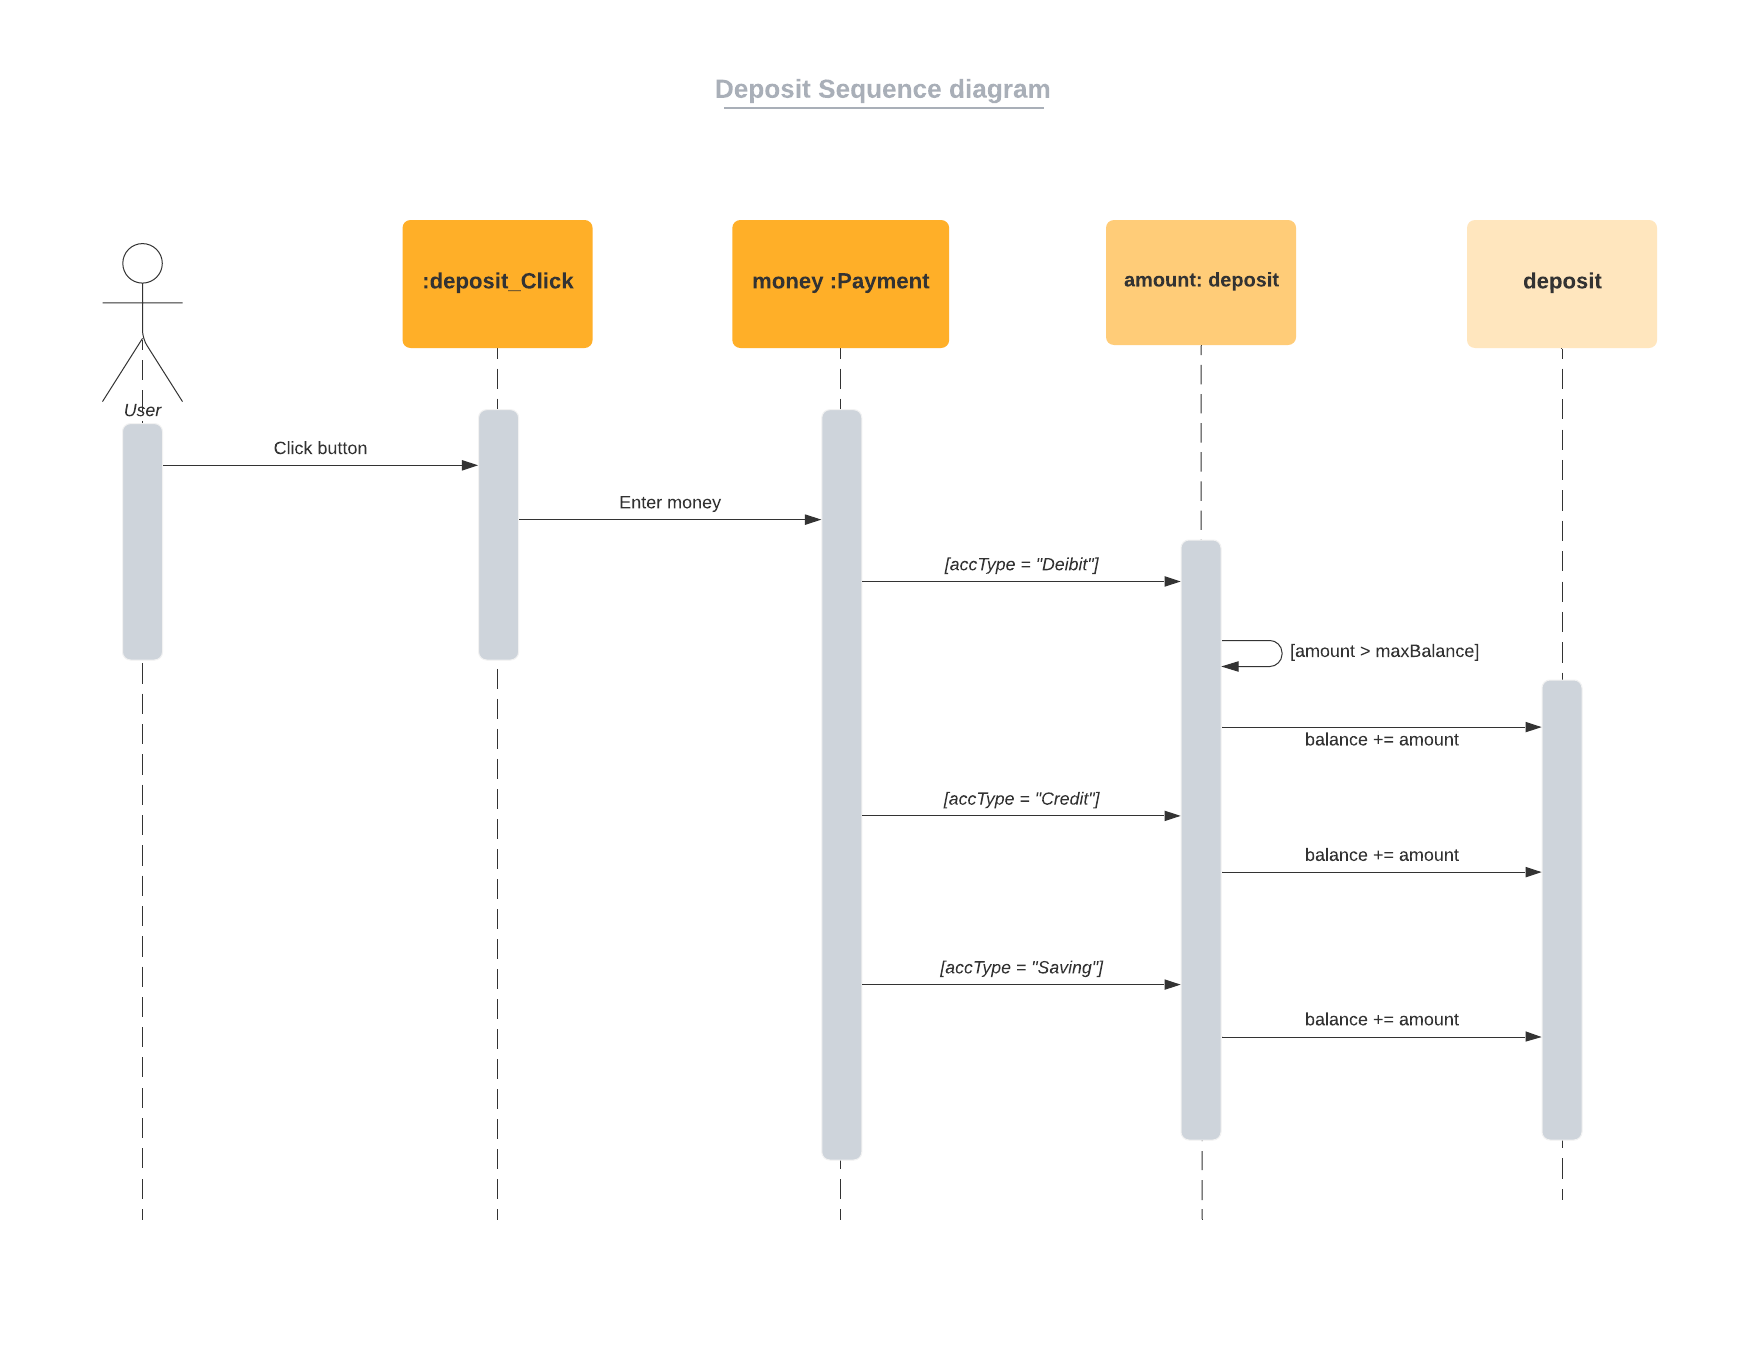 Deposit Sequence diagram
:deposit_Click
money :Payment
amount: deposit
deposit
User
Click button
Enter money
[accType = "Deibit"]
[amount > maxBalance]
balance += amount
[accType = "Credit"]
balance += amount
[accType = "Saving"]
balance += amount